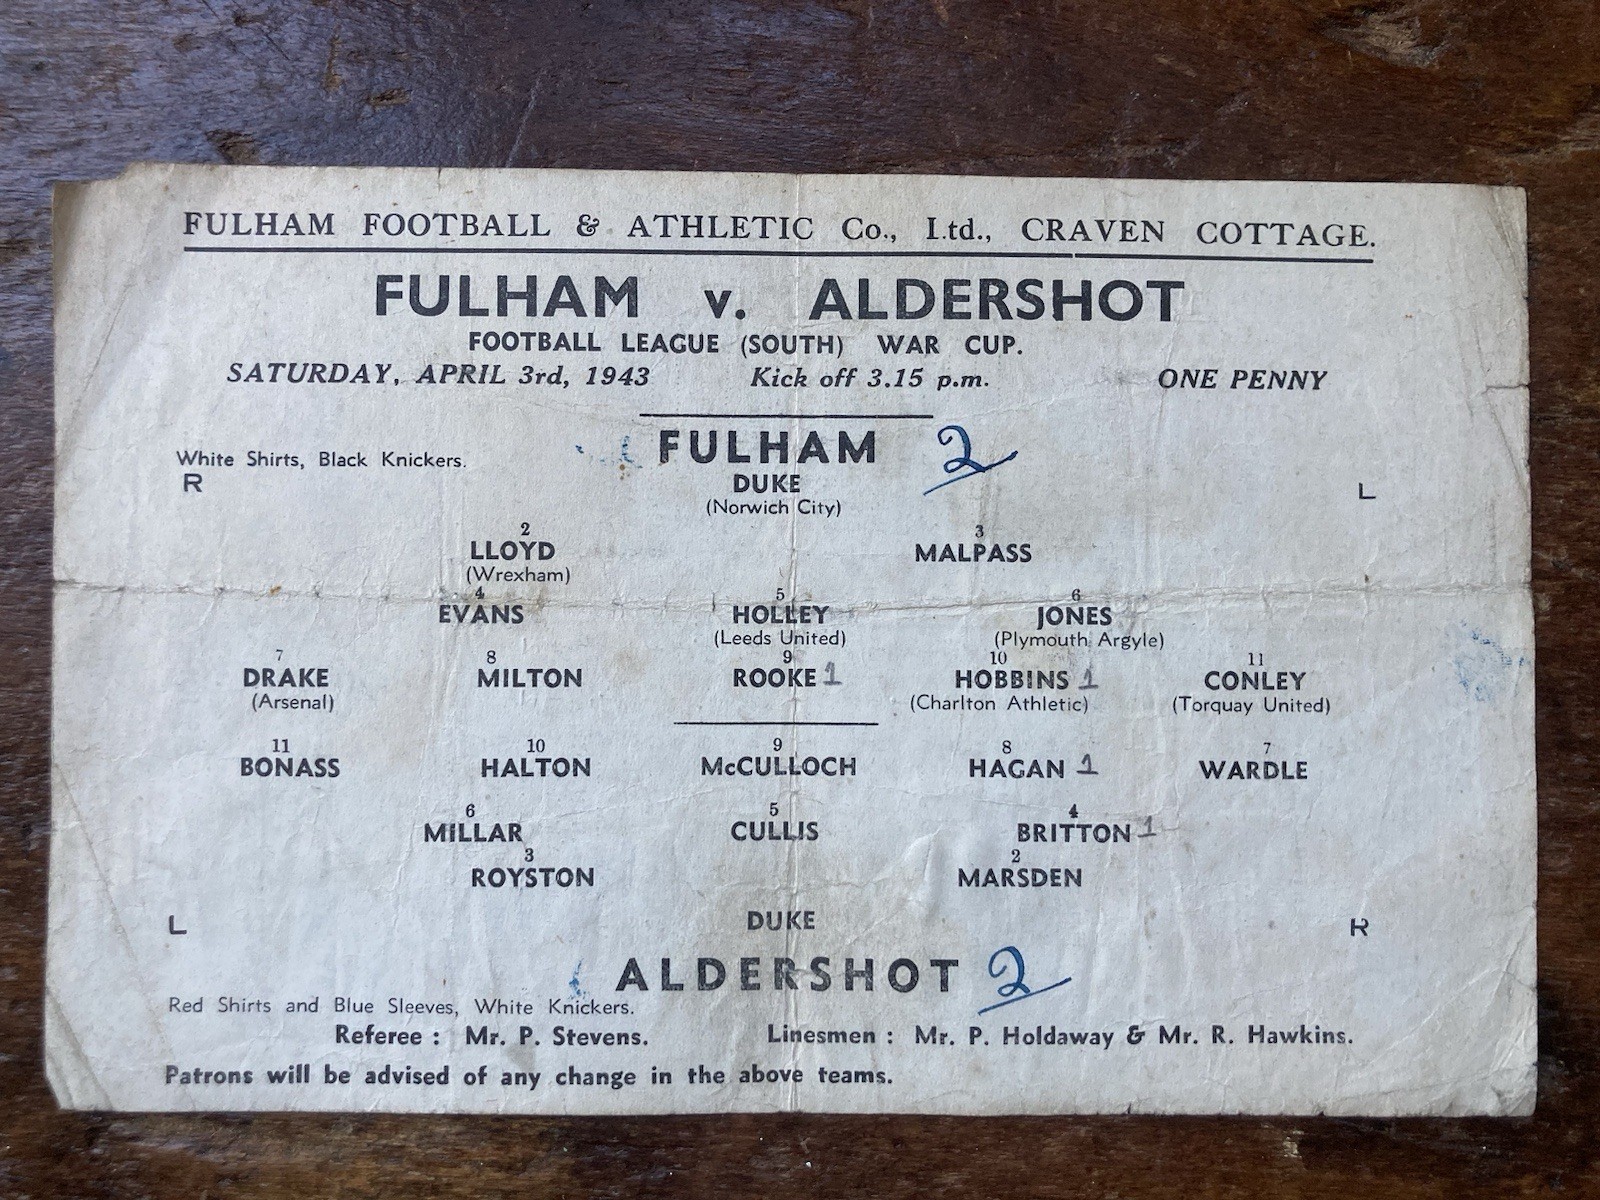 FULHAM FOOTBALL & ATHLETIC Co., Ltd., CRAVEN COTTAGE.
FULHAM v. ALDERSHOT
FOOTBALL LEAGUE (SOUTH) WAR CUP.
SATURDAY, APRIL 3rd, 1943 Kick off 3.15 p.m. ONE PENNY
FULHAM 2
White Shirts, Black Knickers.
R DUKE L
(Norwich City)
2 3
LLOYD MALPASS
(Wrexham)
4 5 6
EVANS HOLLEY JONES
(Leeds United) (Plymouth Argyle)
7 8 9 10 11
DRAKE MILTON ROOKE 1 HOBBINS 1 CONLEY
(Arsenal) (Charlton Athletic) (Torquay United)
11 10 9 8 7
BONASS HALTON McCULLOCH HAGAN 1 WARDLE
6 5 4
MILLAR CULLIS BRITTON 1
3 2
ROYSTON MARSDEN
L DUKE R
ALDERSHOT 2
Red Shirts and Blue Sleeves, White Knickers.
Referee : Mr. P. Stevens. Linesmen : Mr. P. Holdaway & Mr. R. Hawkins.
Patrons will be advised of any change in the above teams.